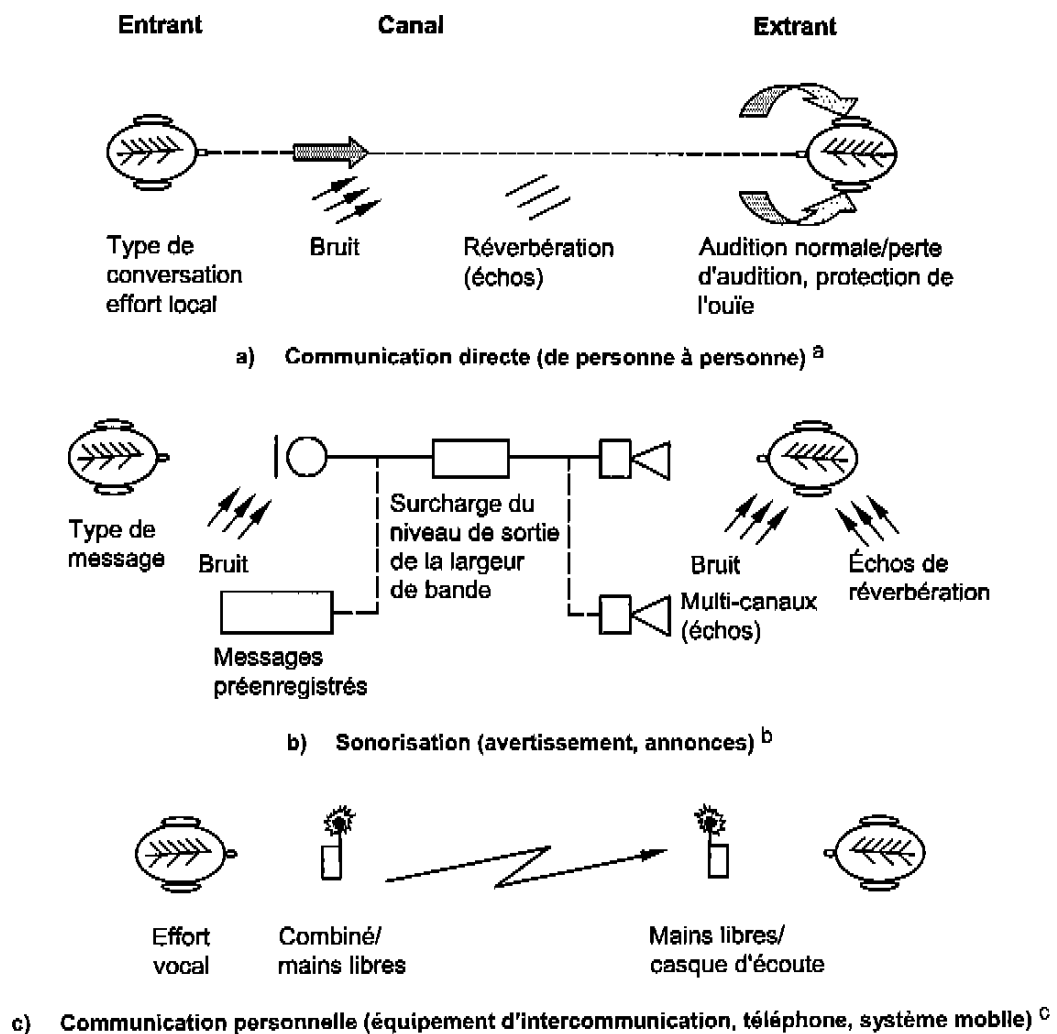 Entrant Canal Extrant
Type de conversation effort local
Bruit
Réverbération (échos)
Audition normale/perte d'audition, protection de l'ouïe
a) Communication directe (de personne à personne) a
Type de message
Bruit
Surcharge du niveau de sortie de la largeur de bande
Messages préenregistrés
Bruit
Multi-canaux (échos)
Échos de réverbération
b) Sonorisation (avertissement, annonces) b
Effort vocal
Combiné/ mains libres
Mains libres/ casque d'écoute
c) Communication personnelle (équipement d'intercommunication, téléphone, système mobile) c